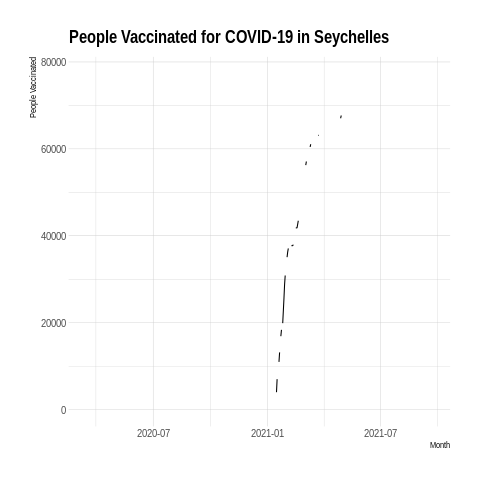 People Vaccinated for COVID-19 in Seychelles
People Vaccinated
80000
60000
40000
20000
0
2020-07 2021-01 2021-07
Month